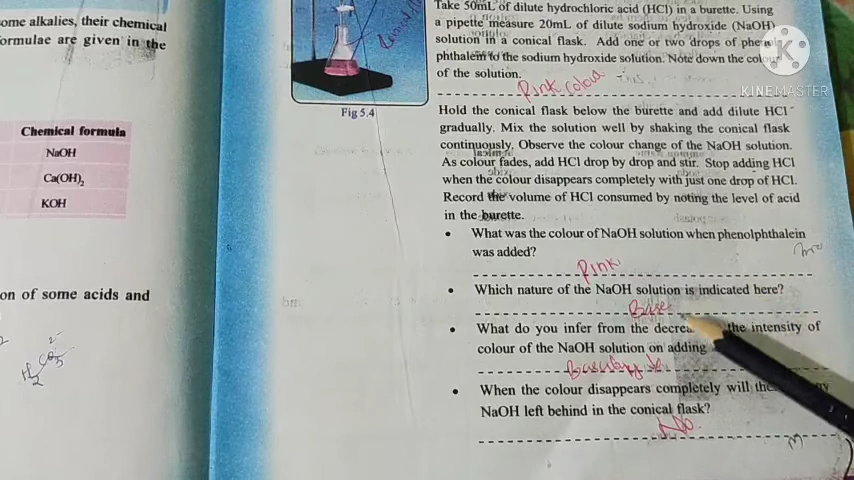 ome alkalies, their chemical
ormulae are given in the
Chemical formula
NaOH
Ca(OH)2
KOH
on of some acids and
Fig 5.4
Take 50mL of dilute hydrochloric acid (HCl) in a burette. Using
a pipette measure 20mL of dilute sodium hydroxide (NaOH)
solution in a conical flask. Add one or two drops of phenol
phthalein to the sodium hydroxide solution. Note down the colour
of the solution.
Pink colour
Hold the conical flask below the burette and add dilute HCl
gradually. Mix the solution well by shaking the conical flask
continuously. Observe the colour change of the NaOH solution.
As colour fades, add HCl drop by drop and stir. Stop adding HCl
when the colour disappears completely with just one drop of HCl.
Record the volume of HCl consumed by noting the level of acid
in the burette.
• What was the colour of NaOH solution when phenolphthalein
was added?
Pink
• Which nature of the NaOH solution is indicated here?
Base
• What do you infer from the decrea the intensity of
colour of the NaOH solution on adding
• When the colour disappears completely will the ny
NaOH left behind in the conical flask?
No.
KINEMASTER